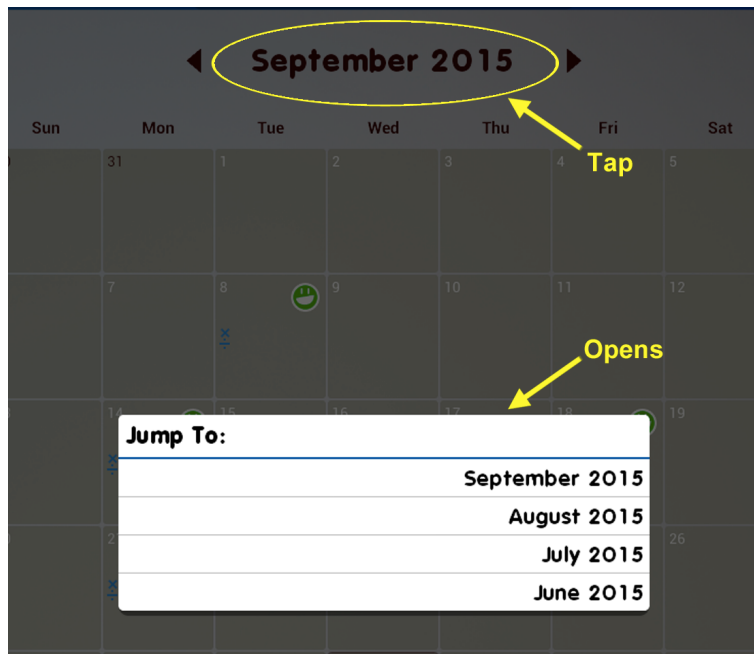 September 2015
Sun Mon Tue Wed Thu Fri Sat
Tap
31 1 2 3 4 5
7 8 9 10 11 12
Opens
14 15 16 17 18 19
Jump To:
September 2015
August 2015
26
July 2015
June 2015